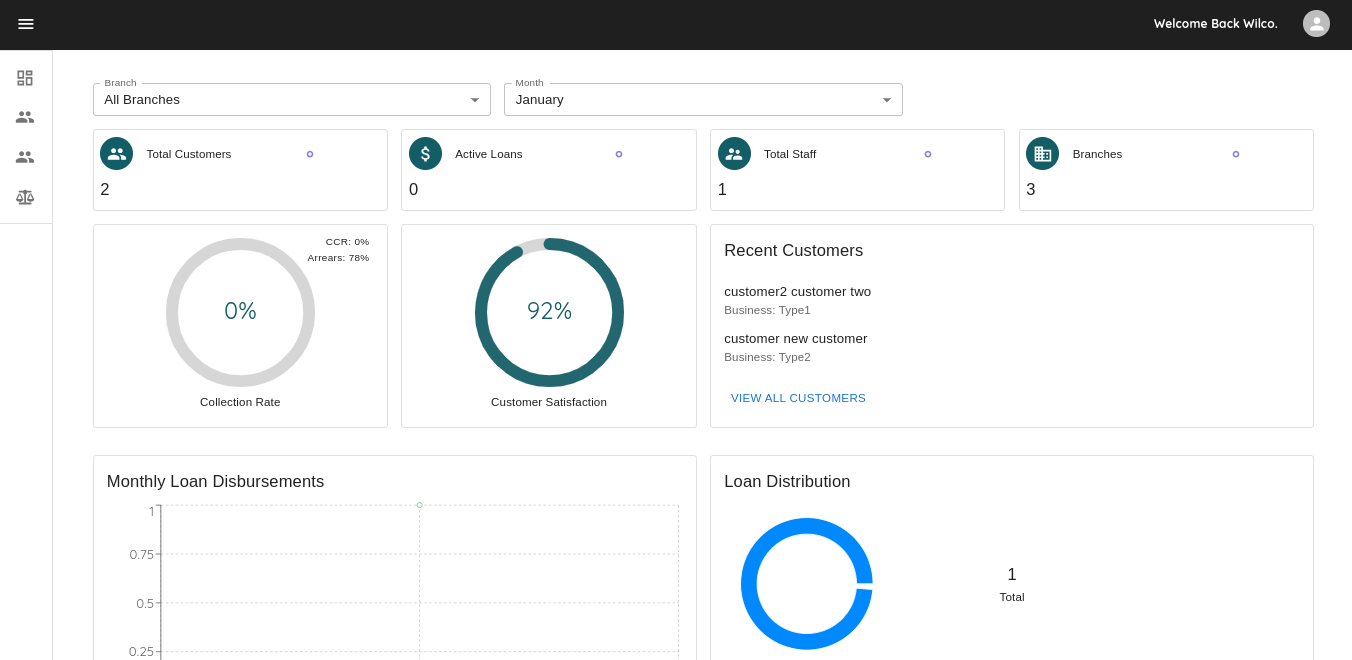 Welcome Back Wilco.
Branch
All Branches
Month
January
Total Customers
2
Active Loans
0
Total Staff
1
Branches
3
CCR: 0%
Arrears: 78%
0%
Collection Rate
92%
Customer Satisfaction
Recent Customers
customer2 customer two
Business: Type1
customer new customer
Business: Type2
VIEW ALL CUSTOMERS
Monthly Loan Disbursements
1
0.75
0.5
0.25
Loan Distribution
1
Total